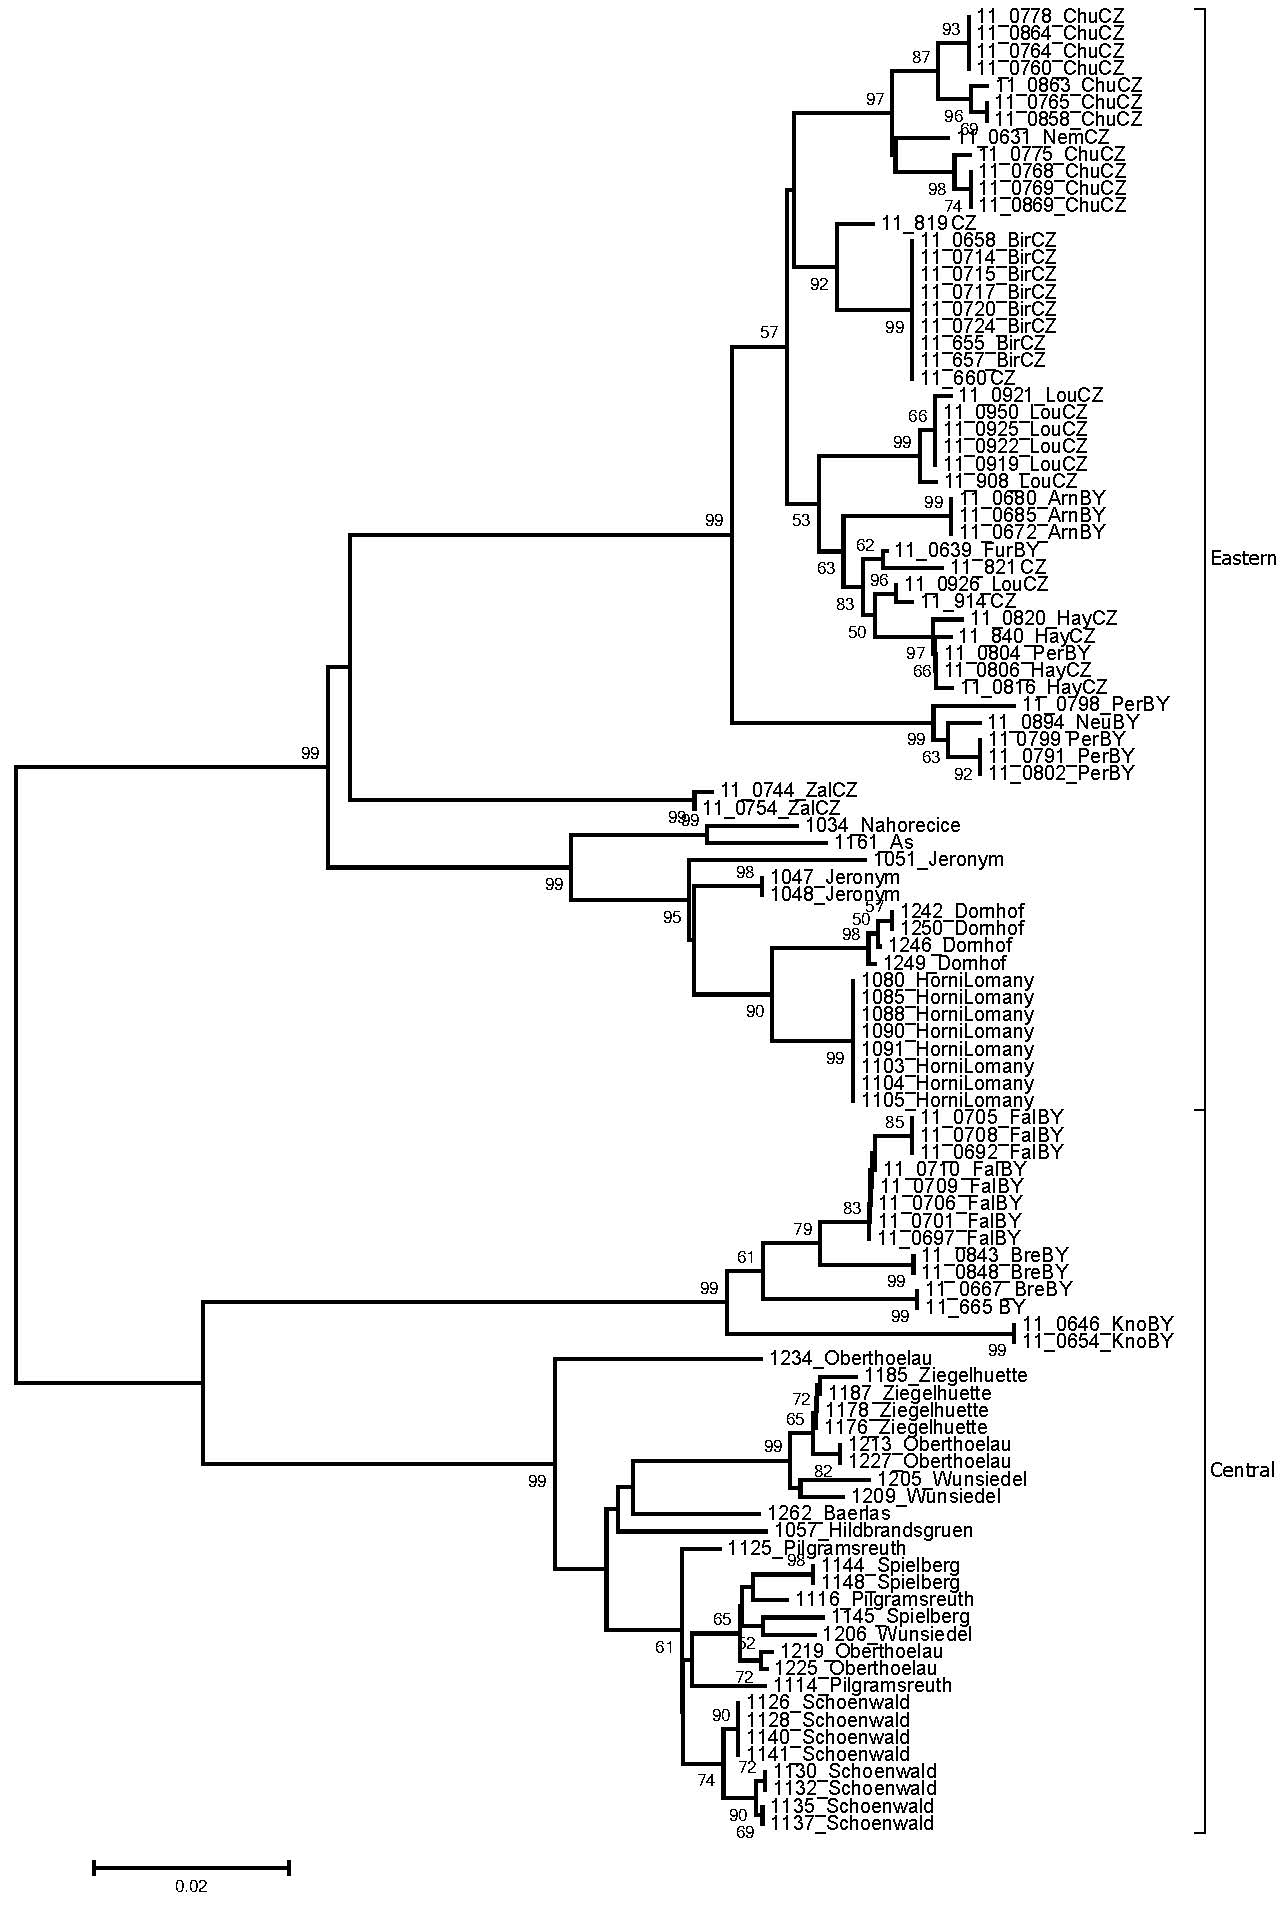 11_0778_ChuCZ
93
11_0864_ChuCZ
11_0764_ChuCZ
87
11_0760_ChuCZ
11_0863_ChuCZ
97
11_0765_ChuCZ
96
11_0858_ChuCZ
69
11_0631_NemCZ
11_0775_ChuCZ
11_0768_ChuCZ
98
11_0769_ChuCZ
74
11_0869_ChuCZ
11_819 CZ
11_0658_BirCZ
11_0714_BirCZ
11_0715_BirCZ
92
11_0717_BirCZ
11_0720_BirCZ
99
11_0724_BirCZ
57
11_655_BirCZ
11_657_BirCZ
11_660 CZ
11_0921_LouCZ
66
11_0950_LouCZ
11_0925_LouCZ
99
11_0922_LouCZ
11_0919_LouCZ
11_908_LouCZ
99
11_0680_ArnBY
99
53
11_0685_ArnBY
11_0672_ArnBY
62
11_0639_FurBY
Eastern
63
11_821 CZ
96
11_0926_LouCZ
83
11_914 CZ
11_0820_HayCZ
50
11_840_HayCZ
97
11_0804_PerBY
66
11_0806_HayCZ
11_0816_HayCZ
11_0798_PerBY
11_0894_NeuBY
99
11 0799 PerBY
99
63
11_0791_PerBY
92
11_0802_PerBY
11_0744_ZalCZ
11_0754_ZalCZ
99
99
1034_Nahorecice
1161_As
1051_Jeronym
98
99
1047_Jeronym
1048_Jeronym
57
95
50
1242_Domhof
1250_Domhof
98
1246_Domhof
1249_Domhof
1080_HorniLomany
1085_HorniLomany
90
1088_HorniLomany
1090_HorniLomany
1091_HorniLomany
99
1103_HorniLomany
1104_HorniLomany
1105_HorniLomany
85
11_0705_FalBY
11_0708_FalBY
11_0692_FalBY
11_0710_FalBY
11_0709_FalBY
83
11_0706_FalBY
79
11_0701_FalBY
11_0697_FalBY
61
11_0843_BreBY
99
11_0848_BreBY
99
11_0667_BreBY
99
11_665 BY
11_0646_KnoBY
99
11_0654_KnoBY
1234_Oberthoelau
1185_Ziegelhuette
72
1187_Ziegelhuette
65
1178_Ziegelhuette
1176_Ziegelhuette
99
1213_Oberthoelau
1227_Oberthoelau
82
Central
99
1205_Wunsiedel
1209_Wunsiedel
1262_Baerlas
1057_Hildbrandsgruen
1125_Pilgramsreuth
98
1144_Spielberg
1148_Spielberg
1116_Pilgramsreuth
65
1145_Spielberg
61
52
1206_Wunsiedel
1219_Oberthoelau
72
1225_Oberthoelau
1114_Pilgramsreuth
1126_Schoenwald
90
1128_Schoenwald
1140_Schoenwald
1141_Schoenwald
72
74
1130_Schoenwald
1132_Schoenwald
90
1135_Schoenwald
69
1137_Schoenwald
0.02